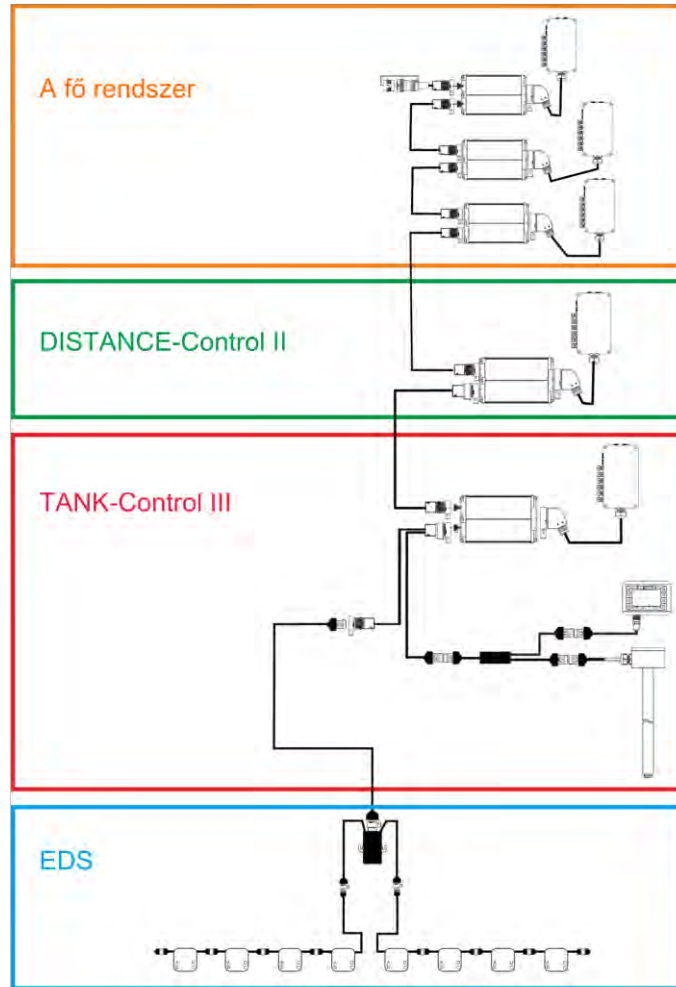 A fő rendszer
DISTANCE-Control II
TANK-Control III
EDS